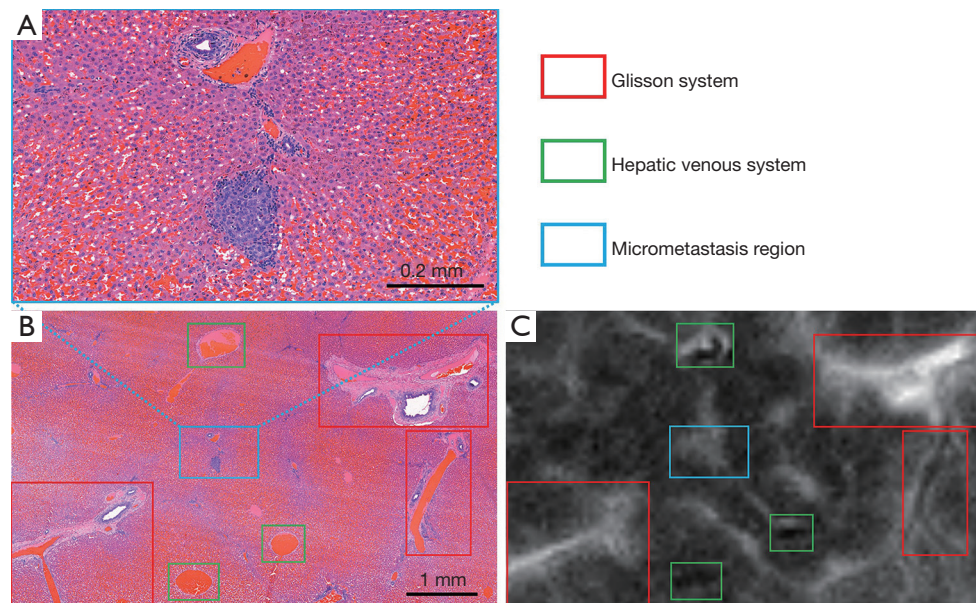 A
Glisson system
Hepatic venous system
Micrometastasis region
0.2 mm
B
C
1 mm